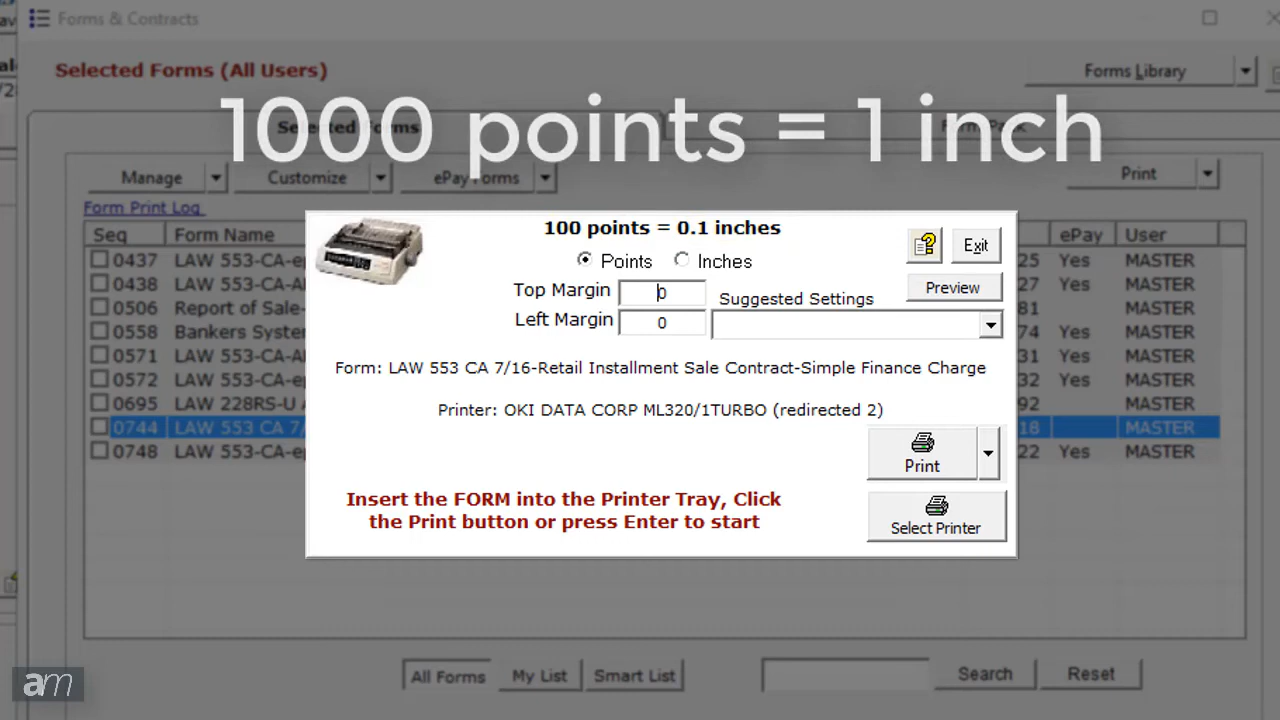 Forms & Contracts
Selected Forms (All Users)
Forms Library
1000 points = 1 inch
Selected Forms
Form Pack
Manage
Customize
ePay Forms
Print
Form Print Log
Seq Form Name ePay User
0437 LAW 553-CA-e 25 Yes MASTER
0438 LAW 553-CA-e 27 Yes MASTER
0506 Report of Sale- 81 MASTER
0558 Bankers System 74 Yes MASTER
0571 LAW 553-CA-A 31 Yes MASTER
0572 LAW 553-CA-e 36 Yes MASTER
0695 LAW 228RS-U 92 MASTER
0744 LAW 553 CA 7/ 18 MASTER
0748 LAW 553-CA-e 22 Yes MASTER
100 points = 0.1 inches
Points Inches
Exit
Top Margin 0
Suggested Settings
Preview
Left Margin 0
Form: LAW 553 CA 7/16-Retail Installment Sale Contract-Simple Finance Charge
Printer: OKI DATA CORP ML320/1TURBO (redirected 2)
Print
Insert the FORM into the Printer Tray, Click
the Print button or press Enter to start
Select Printer
All Forms
My List
Smart List
Search
Reset
am